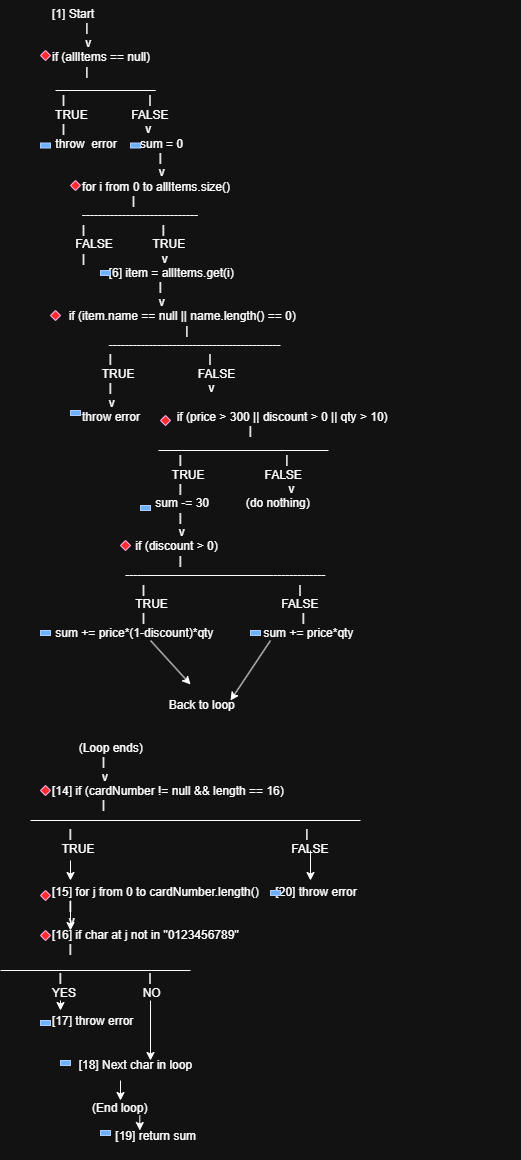 [1] Start
|
v
if (allItems == null)
|
___________________
| |
TRUE FALSE
| v
throw error sum = 0
|
v
for i from 0 to allItems.size()
|
-----------------------------
| |
FALSE TRUE
| v
[6] item = allItems.get(i)
|
v
if (item.name == null || name.length() == 0)
|
-------------------------------------------
| |
TRUE FALSE
| v
v
throw error if (price > 300 || discount > 0 || qty > 10)
|
________________________________
| |
TRUE FALSE
| v
sum -= 30 (do nothing)
|
v
if (discount > 0)
|
--------------------------------------------------
| |
TRUE FALSE
| |
sum += price*(1-discount)*qty sum += price*qty
Back to loop
(Loop ends)
|
v
[14] if (cardNumber != null && length == 16)
|
______________________________________________________________
| |
TRUE FALSE
[15] for j from 0 to cardNumber.length() [20] throw error
|
v
[16] if char at j not in "0123456789"
|
____________________________________
| |
YES NO
[17] throw error
[18] Next char in loop
(End loop)
[19] return sum